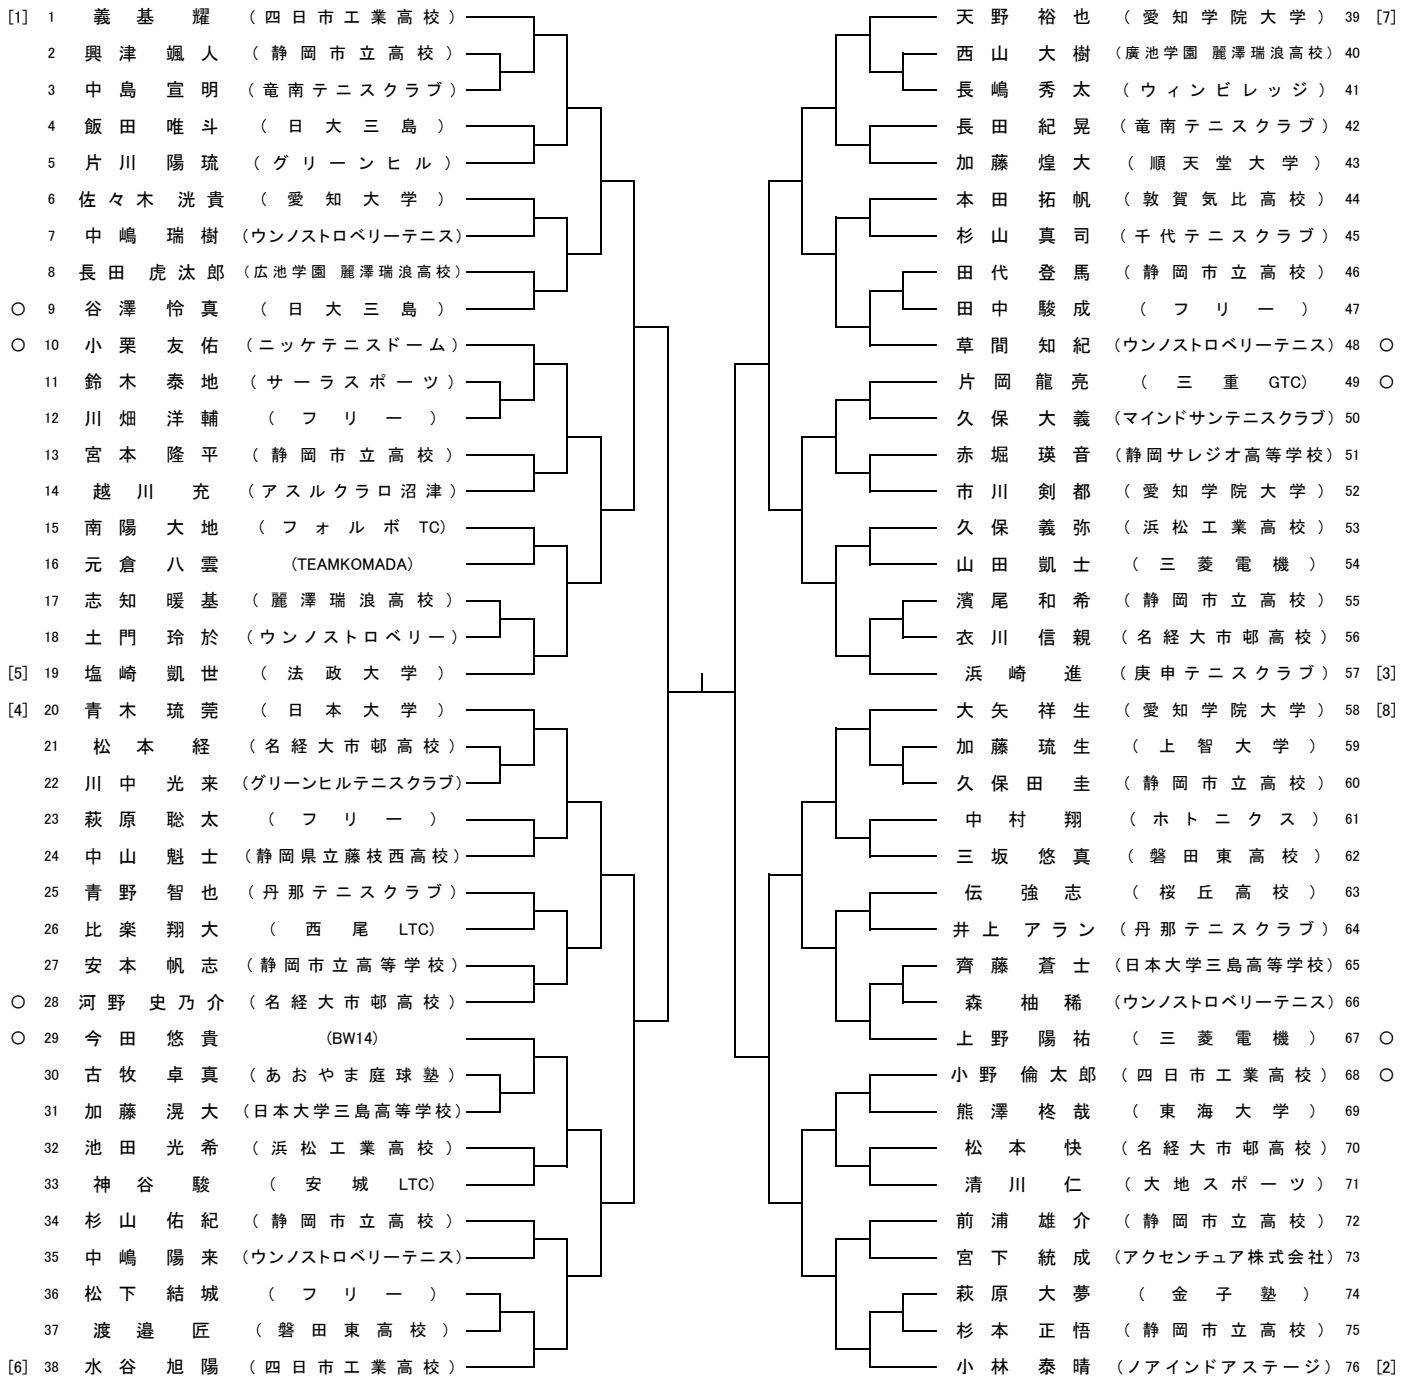 [1] 1 義基 耀 (四日市工業高校)
2 興津 颯人 (静岡市立高校)
3 中島 宣明 (竜南テニスクラブ)
4 飯田 唯斗 (日大三島)
5 片川 陽琉 (グリーンヒル)
6 佐々木 洸貴 (愛知大学)
7 中嶋 瑞樹 (ウンノストロベリーテニス)
8 長田 虎汰郎 (広池学園 麗澤瑞浪高校)
○ 9 谷澤 怜真 (日大三島)
○ 10 小栗 友佑 (ニッケテニスドーム)
11 鈴木 泰地 (サーラスポーツ)
12 川畑 洋輔 (フリー)
13 宮本 隆平 (静岡市立高校)
14 越川 充 (アスルクラロ沼津)
15 南陽 大地 (フォルボTC)
16 元倉 八雲 (TEAMKOMADA)
17 志知 暖基 (麗澤瑞浪高校)
18 土門 玲於 (ウンノストロベリー)
[5] 19 塩崎 凱世 (法政大学)
[4] 20 青木 琉莞 (日本大学)
21 松本 経 (名経大市邨高校)
22 川中 光来 (グリーンヒルテニスクラブ)
23 萩原 聡太 (フリー)
24 中山 魁士 (静岡県立藤枝西高校)
25 青野 智也 (丹那テニスクラブ)
26 比楽 翔大 (西尾LTC)
27 安本 帆志 (静岡市立高等学校)
○ 28 河野 史乃介 (名経大市邨高校)
○ 29 今田 悠貴 (BW14)
30 古牧 卓真 (あおやま庭球塾)
31 加藤 滉大 (日本大学三島高等学校)
32 池田 光希 (浜松工業高校)
33 神谷 駿 (安城LTC)
34 杉山 佑紀 (静岡市立高校)
35 中嶋 陽来 (ウンノストロベリーテニス)
36 松下 結城 (フリー)
37 渡邉 匠 (磐田東高校)
[6] 38 水谷 旭陽 (四日市工業高校)
天野 裕也 (愛知学院大学) 39 [7]
西山 大樹 (廣池学園 麗澤瑞浪高校) 40
長嶋 秀太 (ウィンビレッジ) 41
長田 紀晃 (竜南テニスクラブ) 42
加藤 煌大 (順天堂大学) 43
本田 拓帆 (敦賀気比高校) 44
杉山 真司 (千代テニスクラブ) 45
田代 登馬 (静岡市立高校) 46
田中 駿成 (フリー) 47
草間 知紀 (ウンノストロベリーテニス) 48 ○
片岡 龍亮 (三重GTC) 49 ○
久保 大義 (マインドサンテニスクラブ) 50
赤堀 瑛音 (静岡サレジオ高等学校) 51
市川 剣都 (愛知学院大学) 52
久保 義弥 (浜松工業高校) 53
山田 凱士 (三菱電機) 54
濱尾 和希 (静岡市立高校) 55
衣川 信親 (名経大市邨高校) 56
浜崎 進 (庚申テニスクラブ) 57 [3]
大矢 祥生 (愛知学院大学) 58 [8]
加藤 琉生 (上智大学) 59
久保田 圭 (静岡市立高校) 60
中村 翔 (ホトニクス) 61
三坂 悠真 (磐田東高校) 62
伝 強志 (桜丘高校) 63
井上 アラン (丹那テニスクラブ) 64
齊藤 蒼士 (日本大学三島高等学校) 65
森 柚稀 (ウンノストロベリーテニス) 66
上野 陽祐 (三菱電機) 67 ○
小野 倫太郎 (四日市工業高校) 68 ○
熊澤 柊哉 (東海大学) 69
松本 快 (名経大市邨高校) 70
清川 仁 (大地スポーツ) 71
前浦 雄介 (静岡市立高校) 72
宮下 統成 (アクセンチュア株式会社) 73
萩原 大夢 (金子塾) 74
杉本 正悟 (静岡市立高校) 75
小林 泰晴 (ノアインドアステージ) 76 [2]